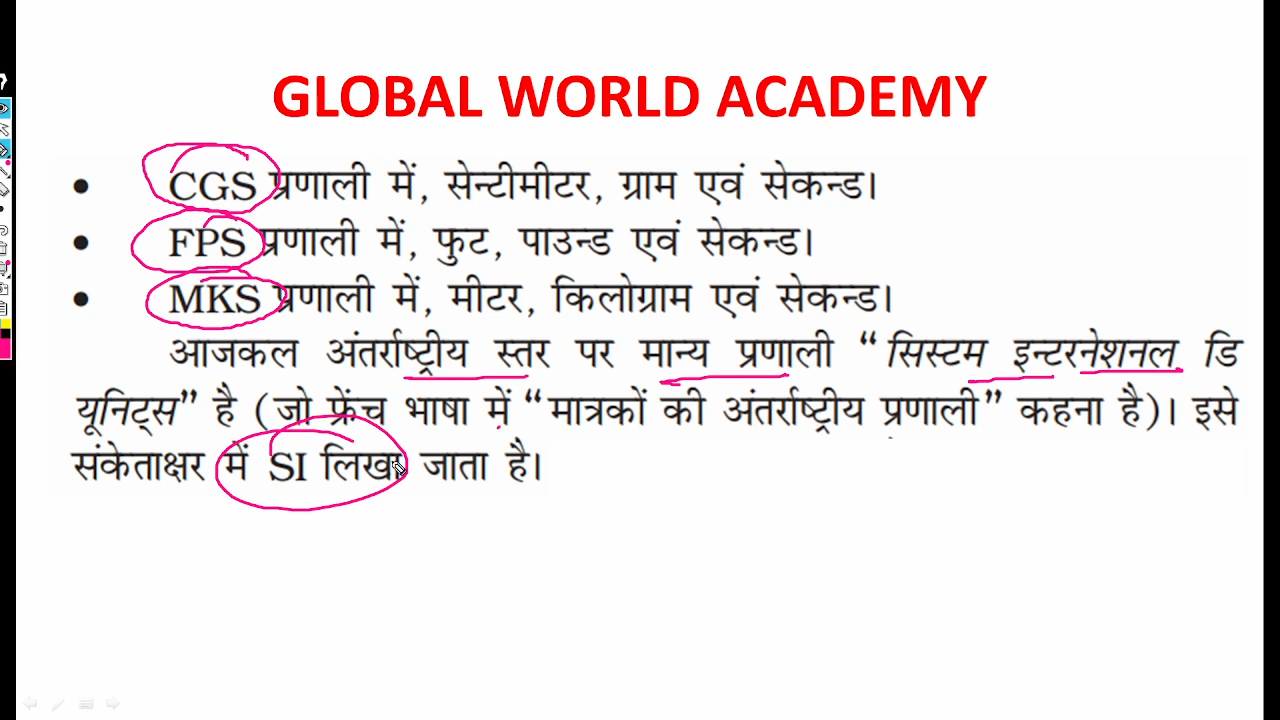 GLOBAL WORLD ACADEMY
• CGS प्रणाली में, सेन्टीमीटर, ग्राम एवं सेकन्ड।
• FPS प्रणाली में, फुट, पाउन्ड एवं सेकन्ड।
• MKS प्रणाली में, मीटर, किलोग्राम एवं सेकन्ड।
आजकल अंतर्राष्ट्रीय स्तर पर मान्य प्रणाली “सिस्टम इन्टरनेशनल डि
यूनिट्स” है (जो फ्रेंच भाषा में “मात्रकों की अंतर्राष्ट्रीय प्रणाली” कहना है)। इसे
संकेताक्षर में SI लिखा जाता है।